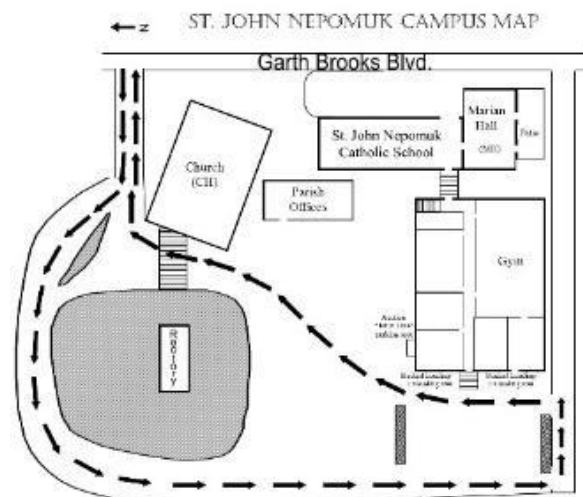 N
ST. JOHN NEPOMUK CAMPUS MAP
Garth Brooks Blvd.
Marian
Hall
(MH)
Patio
St. John Nepomuk
Catholic School
Church
(CH)
Parish
Offices
Gym
Rectory